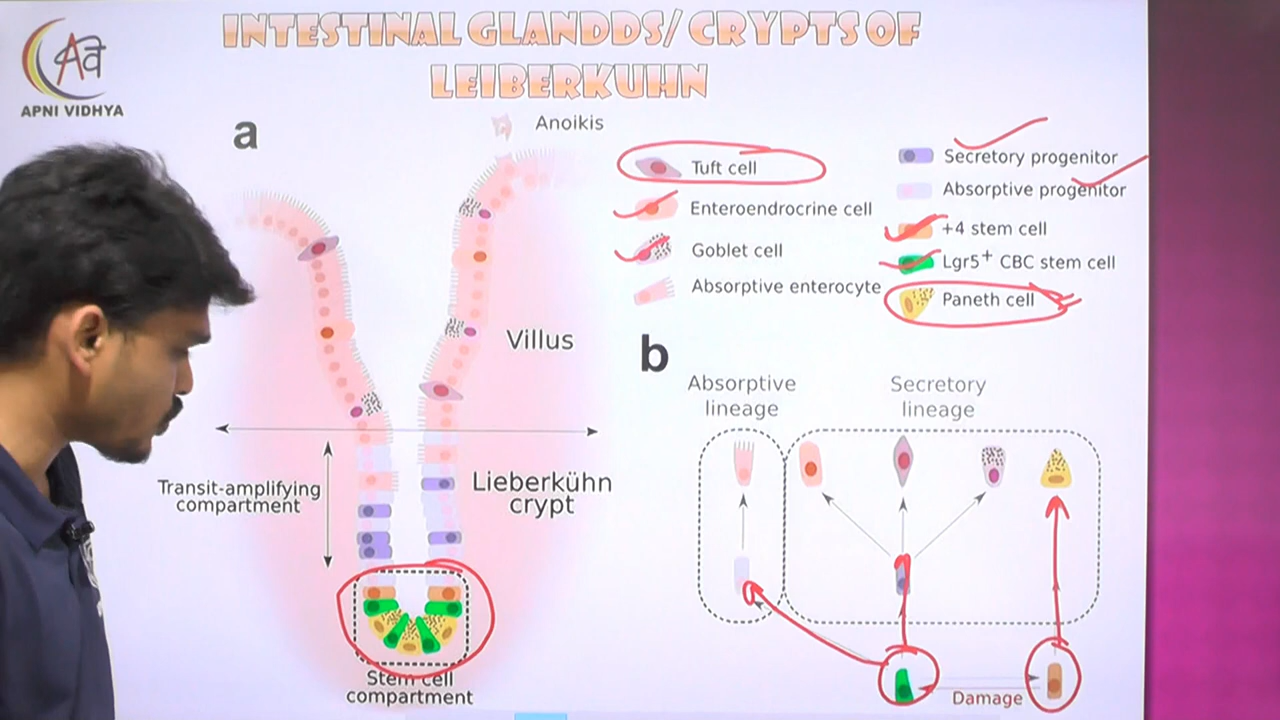 INTESTINAL GLANDDS/ CRYPTS OF
LEIBERKUHN
Aव
APNI VIDHYA
a
Anoikis
Tuft cell
Enteroendrocrine cell
Goblet cell
Absorptive enterocyte
Secretory progenitor
Absorptive progenitor
+4 stem cell
Lgr5+ CBC stem cell
Paneth cell
Villus
Transit-amplifying
compartment
Lieberkühn
crypt
Stem cell
compartment
b
Absorptive
lineage
Secretory
lineage
Damage